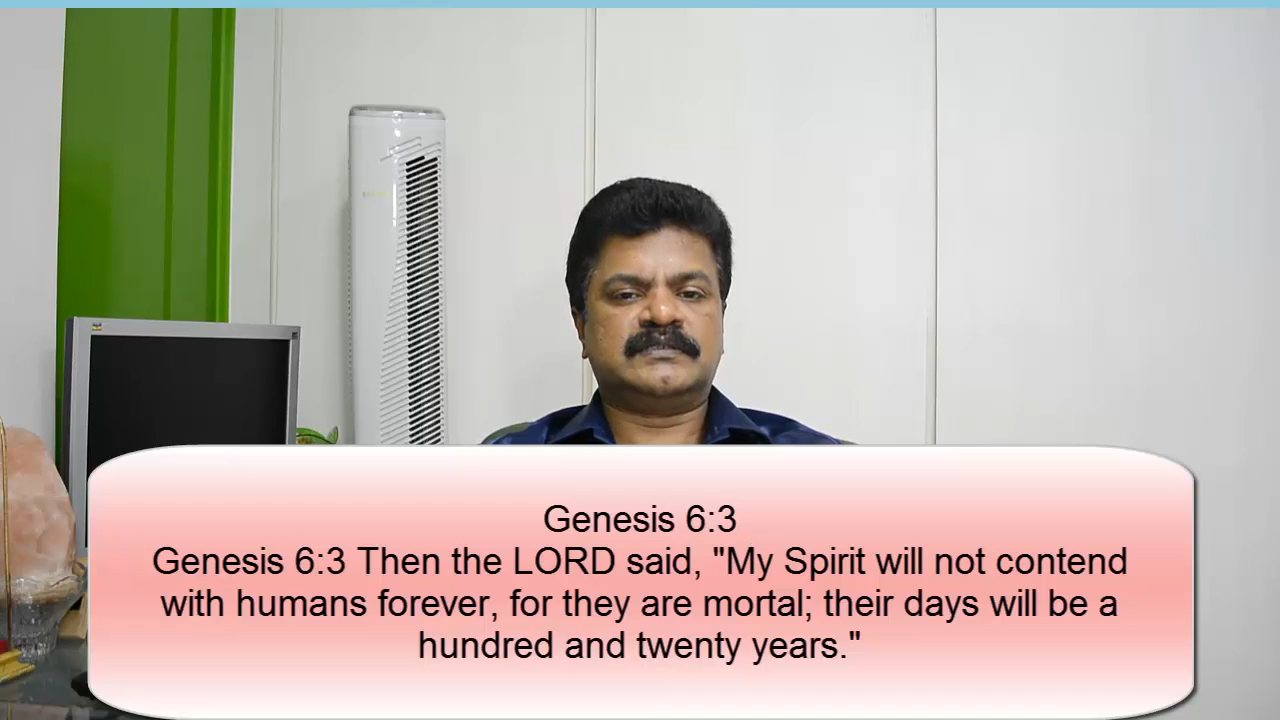 Genesis 6:3
Genesis 6:3 Then the LORD said, "My Spirit will not contend
with humans forever, for they are mortal; their days will be a
hundred and twenty years."